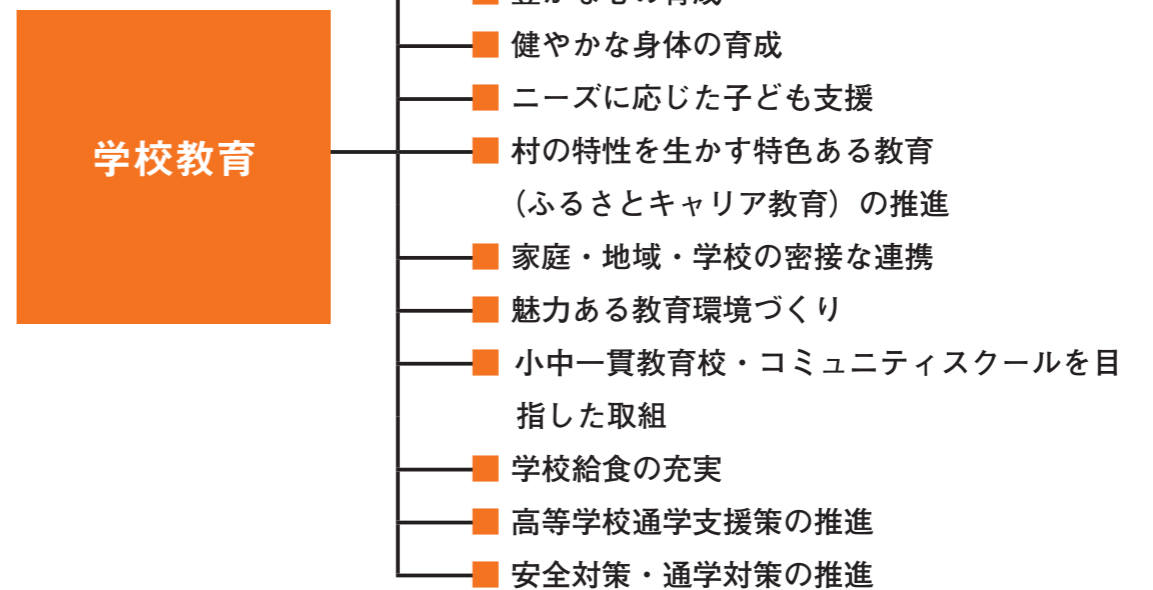 健やかな身体の育成
ニーズに応じた子ども支援
学校教育
村の特性を生かす特色ある教育
(ふるさとキャリア教育)の推進
家庭・地域・学校の密接な連携
魅力ある教育環境づくり
小中一貫教育校・コミュニティスクールを目
指した取組
学校給食の充実
高等学校通学支援策の推進
安全対策・通学対策の推進